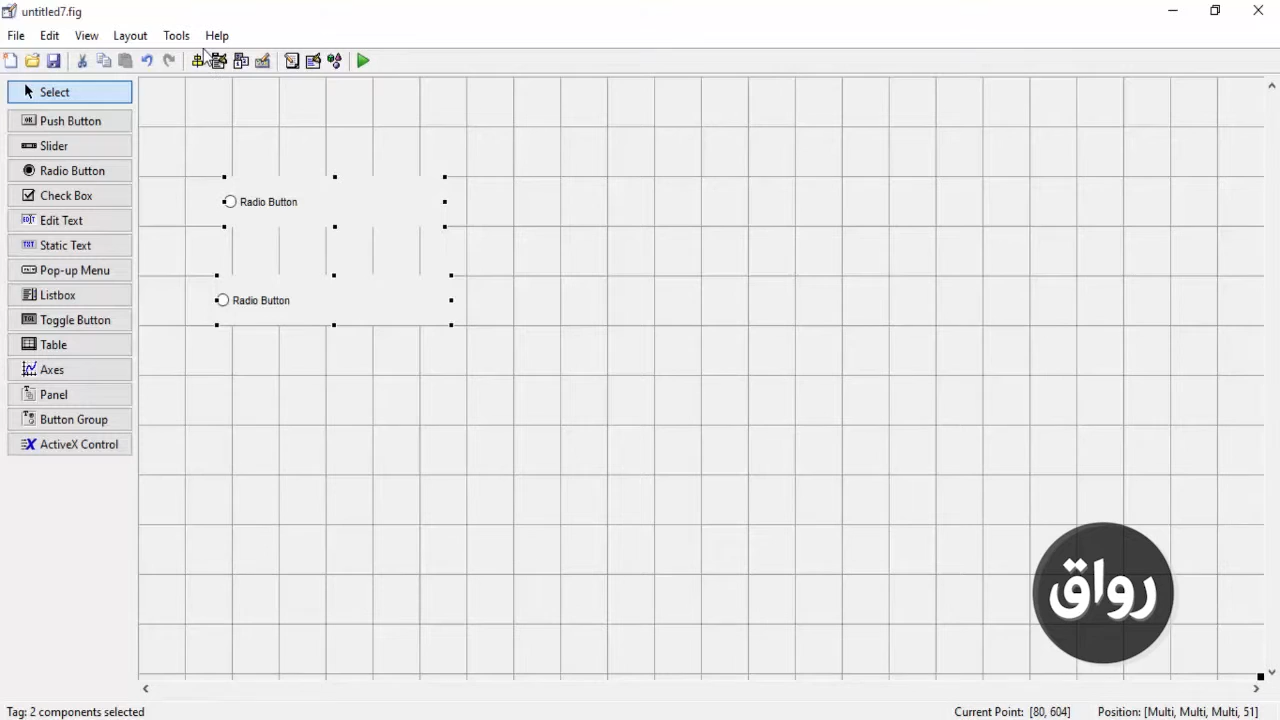 untitled7.fig
File Edit View Layout Tools Help
Select
Push Button
Slider
Radio Button
Check Box
Edit Text
Static Text
Pop-up Menu
Listbox
Toggle Button
Table
Axes
Panel
Button Group
ActiveX Control
Radio Button
Radio Button
رواق
Tag: 2 components selected
Current Point: [80, 604] Position: [Multi, Multi, Multi, 51]